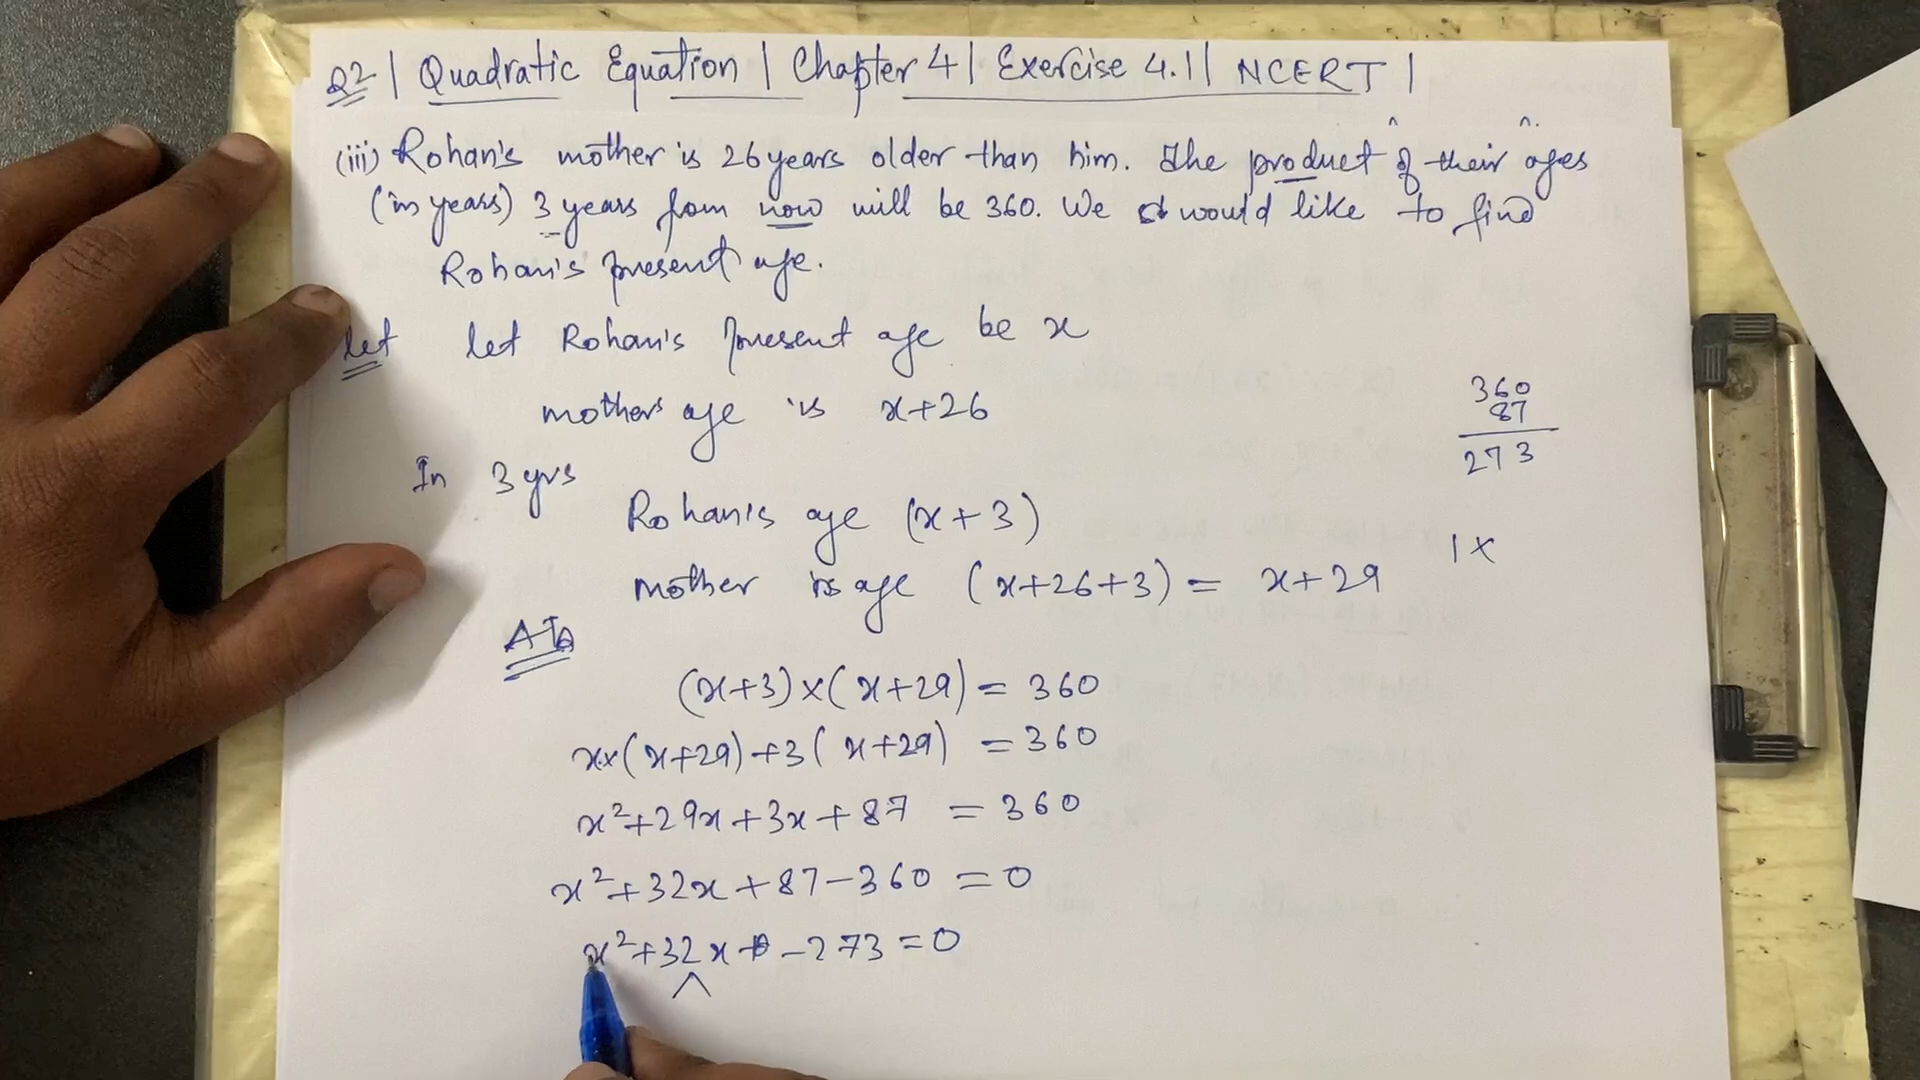 Q2 | Quadratic Equation | Chapter 4 | Exercise 4.1 | NCERT |
(iii) Rohan's mother is 26 years older than him. The product of their ages
(in years) 3 years from now will be 360. We would like to find
Rohan's present age.
let let Rohan's present age be x
mother's age is x+26
360
87
273
In 3 yrs
Rohan's age (x+3)
1x
mother is age (x+26+3) = x+29
ATQ
(x+3)×(x+29) = 360
x×(x+29)+3(x+29) = 360
x²+29x+3x+87 = 360
x²+32x+87-360 = 0
x²+32x -273 = 0